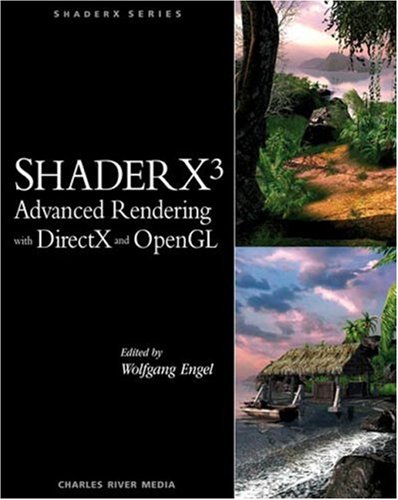 SHADERX SERIES
SHADERX³
Advanced Rendering
with DirectX and OpenGL
Edited by
Wolfgang Engel
CHARLES RIVER MEDIA